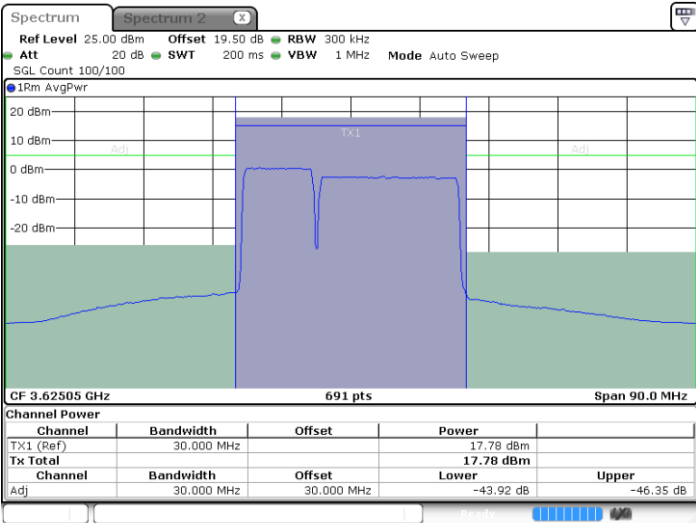 Spectrum Spectrum 2 X
Ref Level 25.00 dBm Offset 19.50 dB RBW 300 kHz
Att 20 dB SWT 200 ms VBW 1 MHz Mode Auto Sweep
SGL Count 100/100
1Rm AvgPwr
20 dBm
TX1
10 dBm
Adj Adj
0 dBm
-10 dBm
-20 dBm
CF 3.62505 GHz 691 pts Span 90.0 MHz
Channel Power
Channel Bandwidth Offset Power
TX1 (Ref) 30.000 MHz 17.78 dBm
Tx Total 17.78 dBm
Channel Bandwidth Offset Lower Upper
Adj 30.000 MHz 30.000 MHz -43.92 dB -46.35 dB
Ready